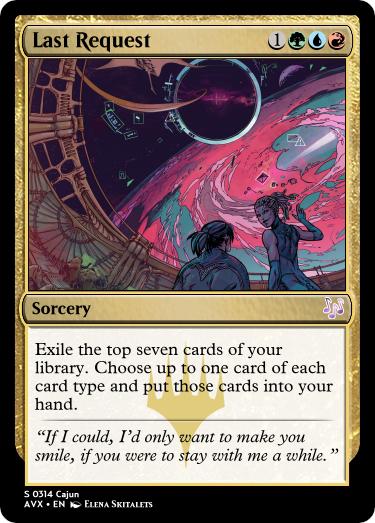 Last Request 1
Sorcery
Exile the top seven cards of your
library. Choose up to one card of each
card type and put those cards into your
hand.
“If I could, I’d only want to make you
smile, if you were to stay with me a while.”
S 0314 Cajun
AVX • EN Elena Skitalets